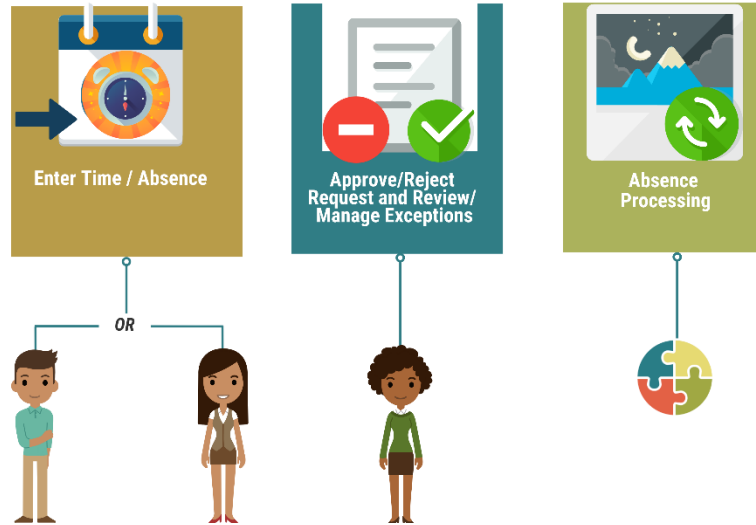 Enter Time / Absence
Approve/Reject
Request and Review/
Manage Exceptions
Absence
Processing
OR